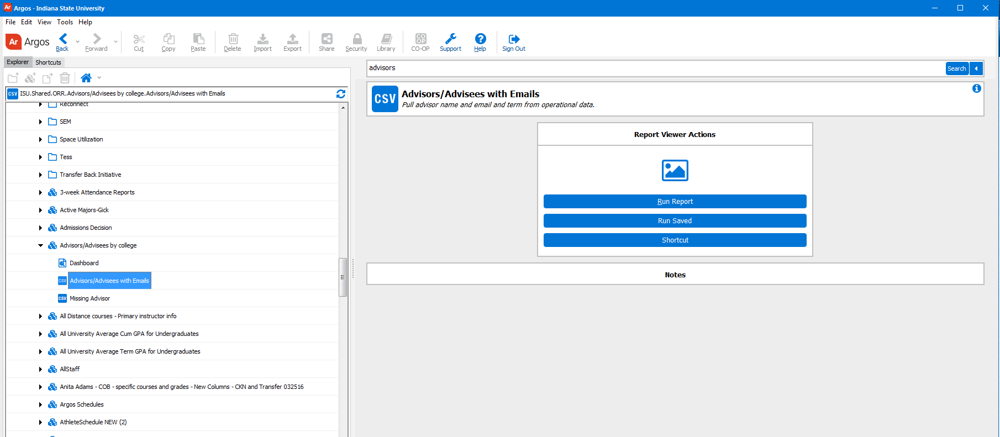 Argos - Indiana State University
File Edit View Tools Help
Ar Argos Back Forward Cut Copy Paste Delete Import Export Share Security Library CO-OP Support Help Sign Out
Explorer Shortcuts
CSV ISU.Shared.ORR.Advisors/Advisees by college.Advisors/Advisees with Emails
Reconnect
SEM
Space Utilization
Tess
Transfer Back Initiative
3-week Attendance Reports
Active Majors-Gick
Admissions Decision
Advisors/Advisees by college
Dashboard
CSV Advisors/Advisees with Emails
CSV Missing Advisor
All Distance courses - Primary instructor info
All University Average Cum GPA for Undergraduates
All University Average Term GPA for Undergraduates
AllStaff
Anita Adams - COB - specific courses and grades - New Columns - CKN and Transfer 032516
Argos Schedules
AthleteSchedule NEW (2)
advisors Search
CSV Advisors/Advisees with Emails
Pull advisor name and email and term from operational data.
Report Viewer Actions
Run Report
Run Saved
Shortcut
Notes